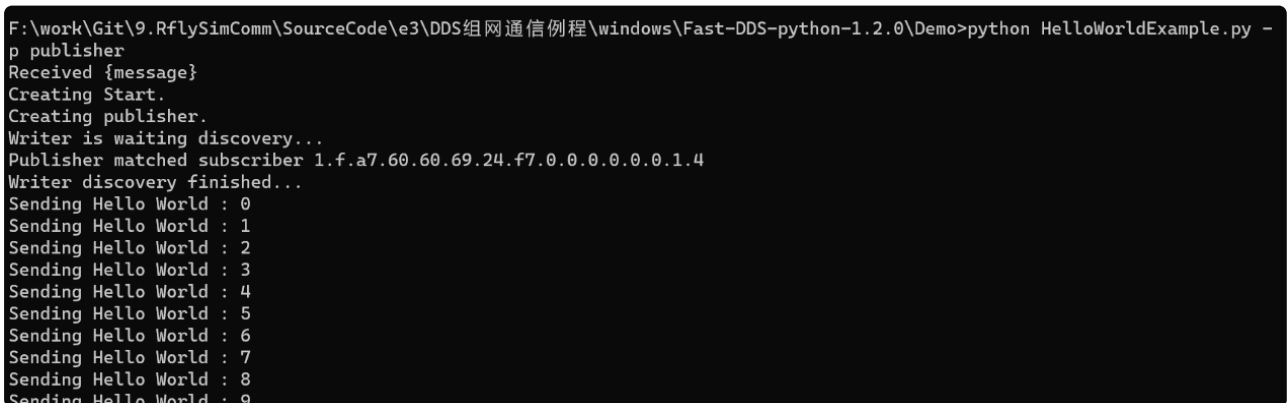 F:\work\Git\9.RflySimComm\SourceCode\e3\DDS组网通信例程\windows\Fast-DDS-python-1.2.0\Demo>python HelloWorldExample.py -
p publisher
Received {message}
Creating Start.
Creating publisher.
Writer is waiting discovery...
Publisher matched subscriber 1.f.a7.60.60.69.24.f7.0.0.0.0.0.0.1.4
Writer discovery finished...
Sending Hello World : 0
Sending Hello World : 1
Sending Hello World : 2
Sending Hello World : 3
Sending Hello World : 4
Sending Hello World : 5
Sending Hello World : 6
Sending Hello World : 7
Sending Hello World : 8
Sending Hello World : 9